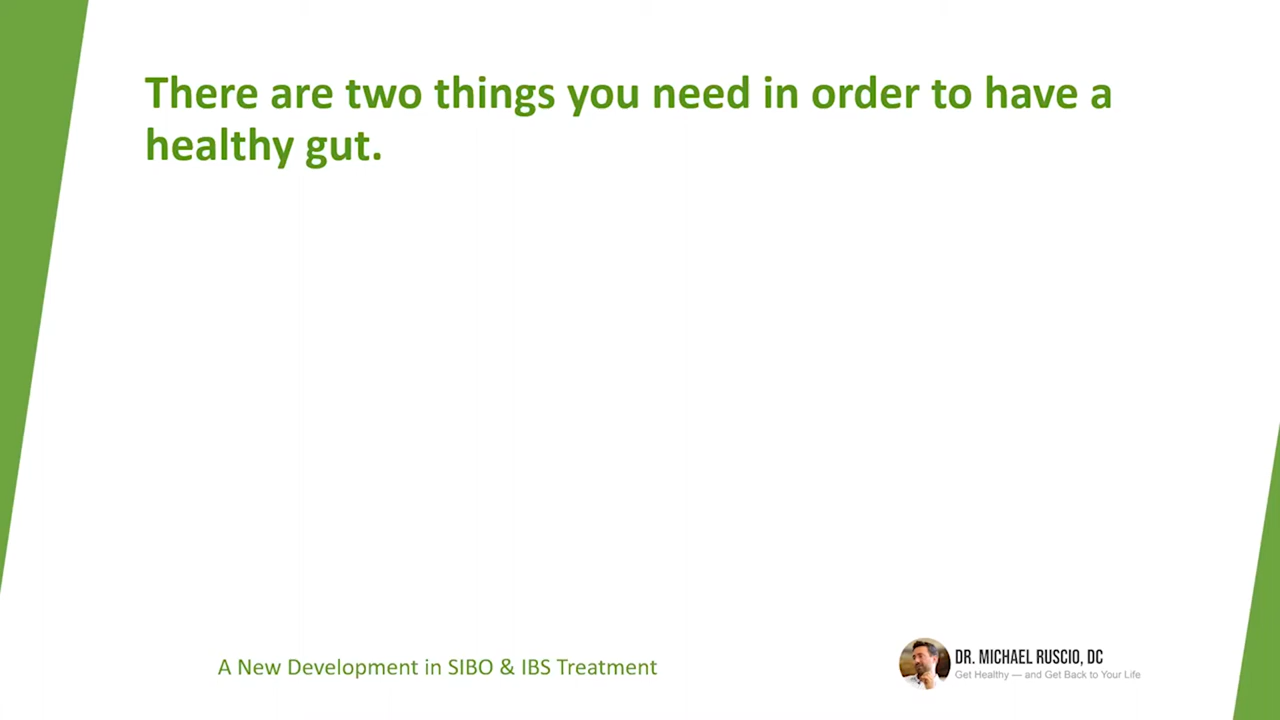 There are two things you need in order to have a
healthy gut.
A New Development in SIBO & IBS Treatment
DR. MICHAEL RUSCIO, DC
Get Healthy — and Get Back to Your Life